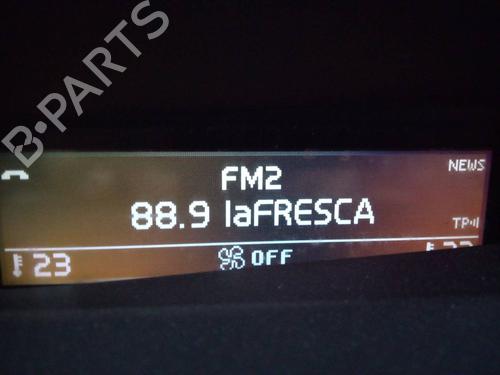 B-PARTS
FM2
NEWS
88.9 laFRESCA
TP
23
OFF